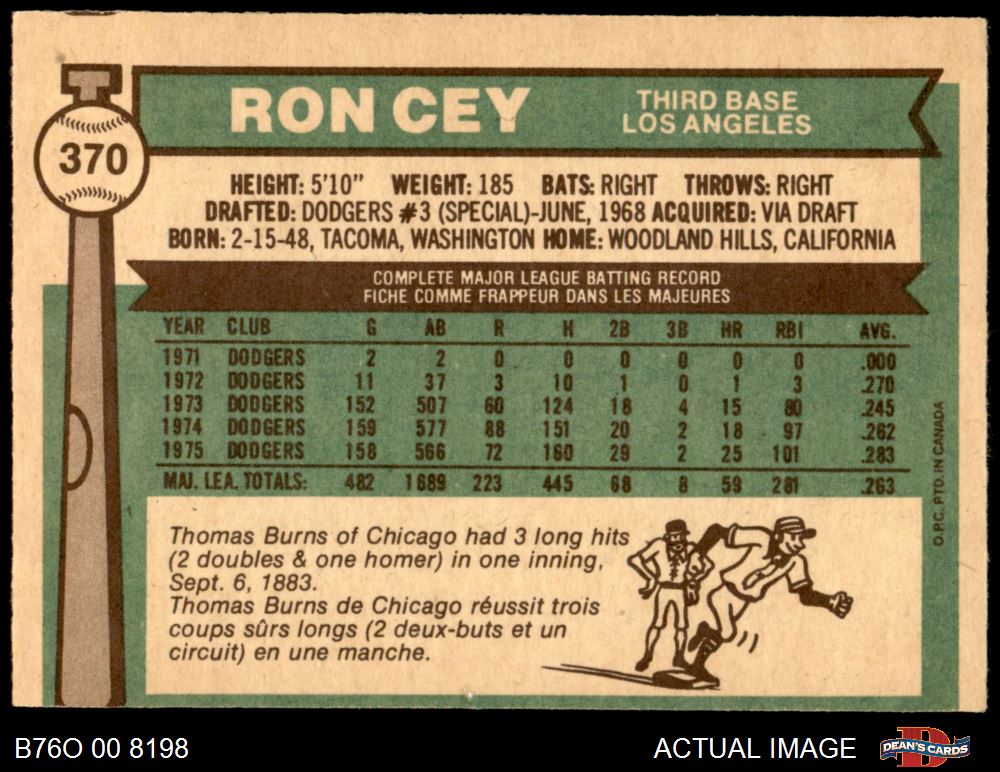 370
RON CEY
THIRD BASE
LOS ANGELES
HEIGHT: 5'10" WEIGHT: 185 BATS: RIGHT THROWS: RIGHT
DRAFTED: DODGERS #3 (SPECIAL)-JUNE, 1968 ACQUIRED: VIA DRAFT
BORN: 2-15-48, TACOMA, WASHINGTON HOME: WOODLAND HILLS, CALIFORNIA
COMPLETE MAJOR LEAGUE BATTING RECORD
FICHE COMME FRAPPEUR DANS LES MAJEURES
YEAR CLUB G AB R H 2B 3B HR RBI AVG.
1971 DODGERS 2 2 0 0 0 0 0 0 .000
1972 DODGERS 11 37 3 10 1 0 1 3 .270
1973 DODGERS 152 507 60 124 18 4 15 80 .245
1974 DODGERS 159 577 88 151 20 2 18 97 .262
1975 DODGERS 158 566 72 160 29 2 25 101 .283
MAJ. LEA. TOTALS: 482 1689 223 445 68 8 59 281 .263
Thomas Burns of Chicago had 3 long hits
(2 doubles & one homer) in one inning,
Sept. 6, 1883.
Thomas Burns de Chicago réussit trois
coups sûrs longs (2 deux-buts et un
circuit) en une manche.
O.P.C. PTD. IN CANADA
B76O 00 8198
ACTUAL IMAGE
DEAN'S CARDS